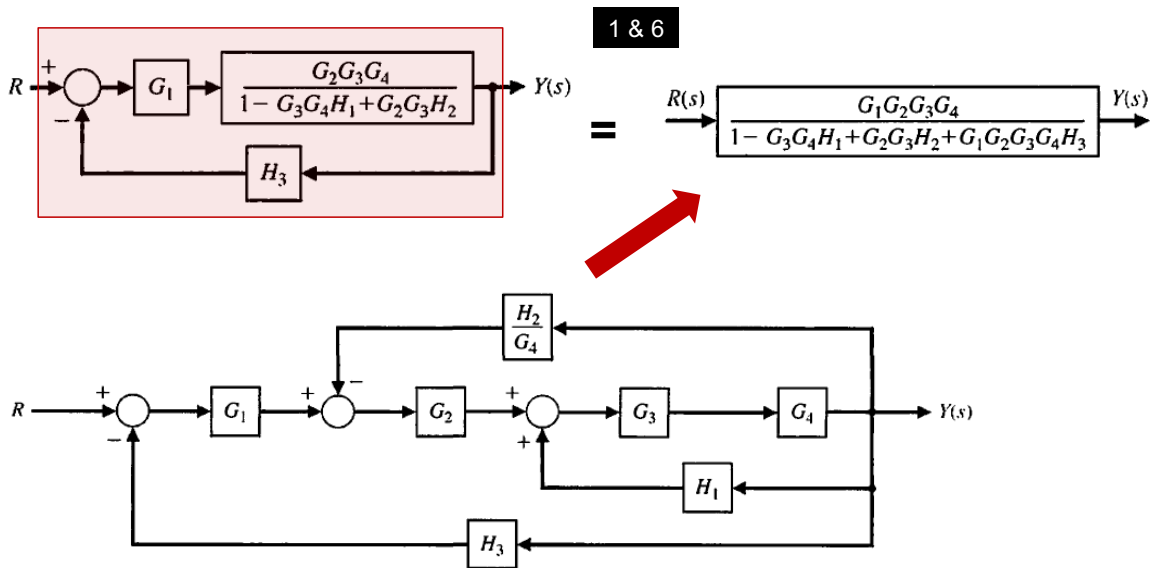 1 & 6
R + − G₁ G₂G₃G₄ Y(s)
1 − G₃G₄H₁ + G₂G₃H₂
H₃
=
R(s) G₁G₂G₃G₄ Y(s)
1 − G₃G₄H₁ + G₂G₃H₂ + G₁G₂G₃G₄H₃
H₂
G₄
R + − G₁ + − G₂ + + G₃ G₄ Y(s)
H₁
H₃